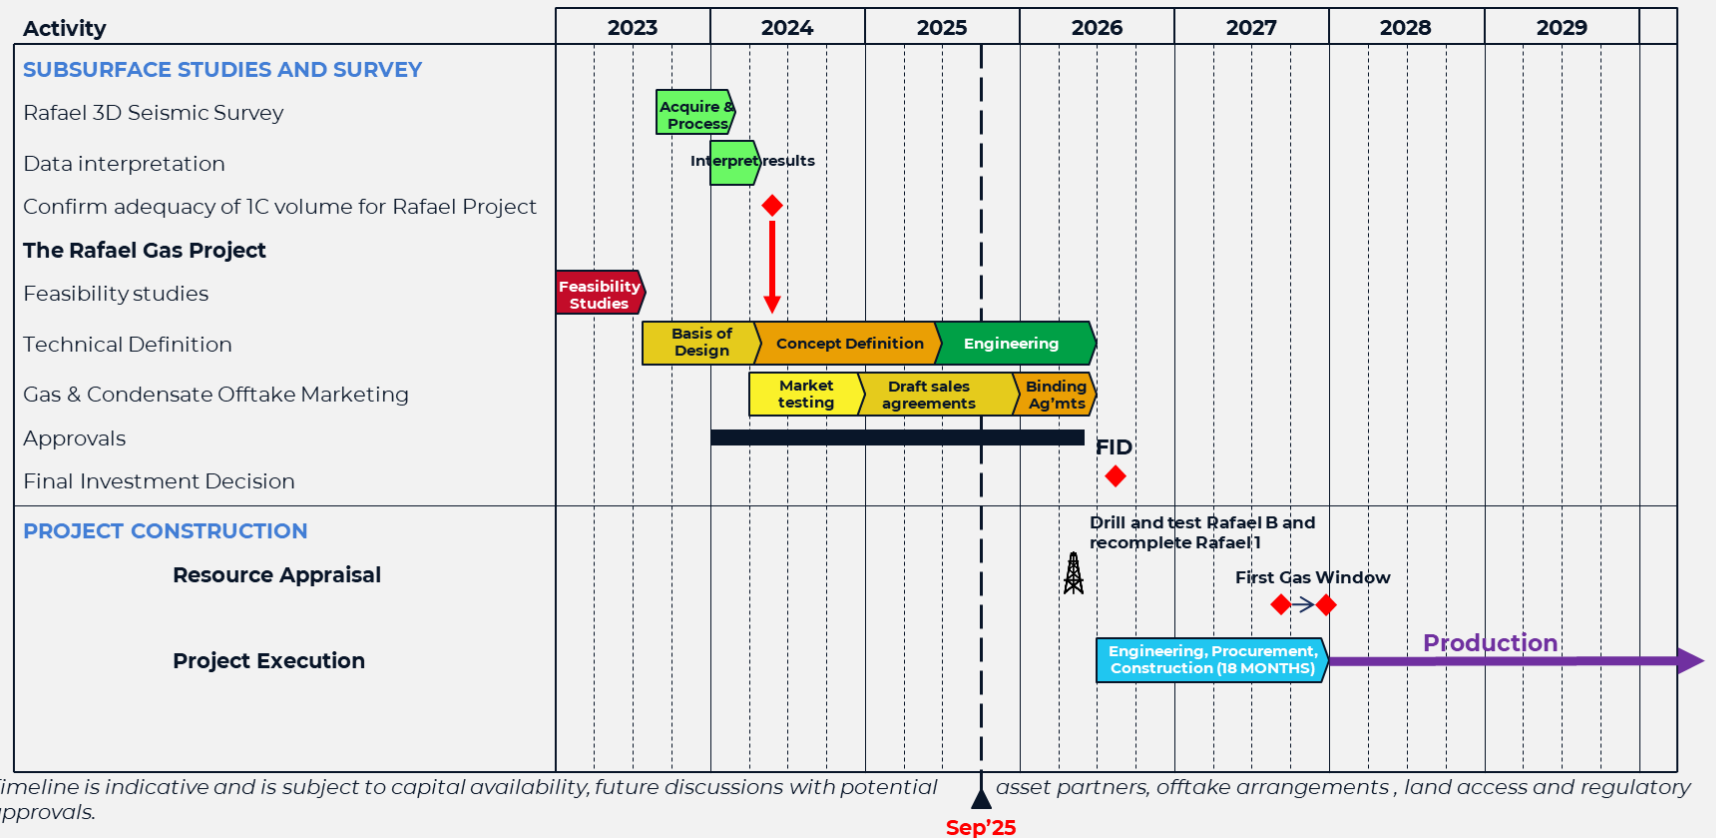 Activity 2023 2024 2025 2026 2027 2028 2029
SUBSURFACE STUDIES AND SURVEY
Rafael 3D Seismic Survey
Acquire &
Process
Data interpretation
Interpret results
Confirm adequacy of 1C volume for Rafael Project
The Rafael Gas Project
Feasibility studies
Feasibility
Studies
Technical Definition
Basis of
Design
Concept Definition
Engineering
Gas & Condensate Offtake Marketing
Market
testing
Draft sales
agreements
Binding
Ag'mts
Approvals
FID
Final Investment Decision
PROJECT CONSTRUCTION
Drill and test Rafael B and
recomplete Rafael 1
Resource Appraisal
First Gas Window
Project Execution
Engineering, Procurement,
Construction (18 MONTHS)
Production
imeline is indicative and is subject to capital availability, future discussions with potential asset partners, offtake arrangements , land access and regulatory
pprovals.
Sep'25